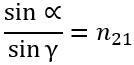 sin ∝ / sin γ = n₂₁